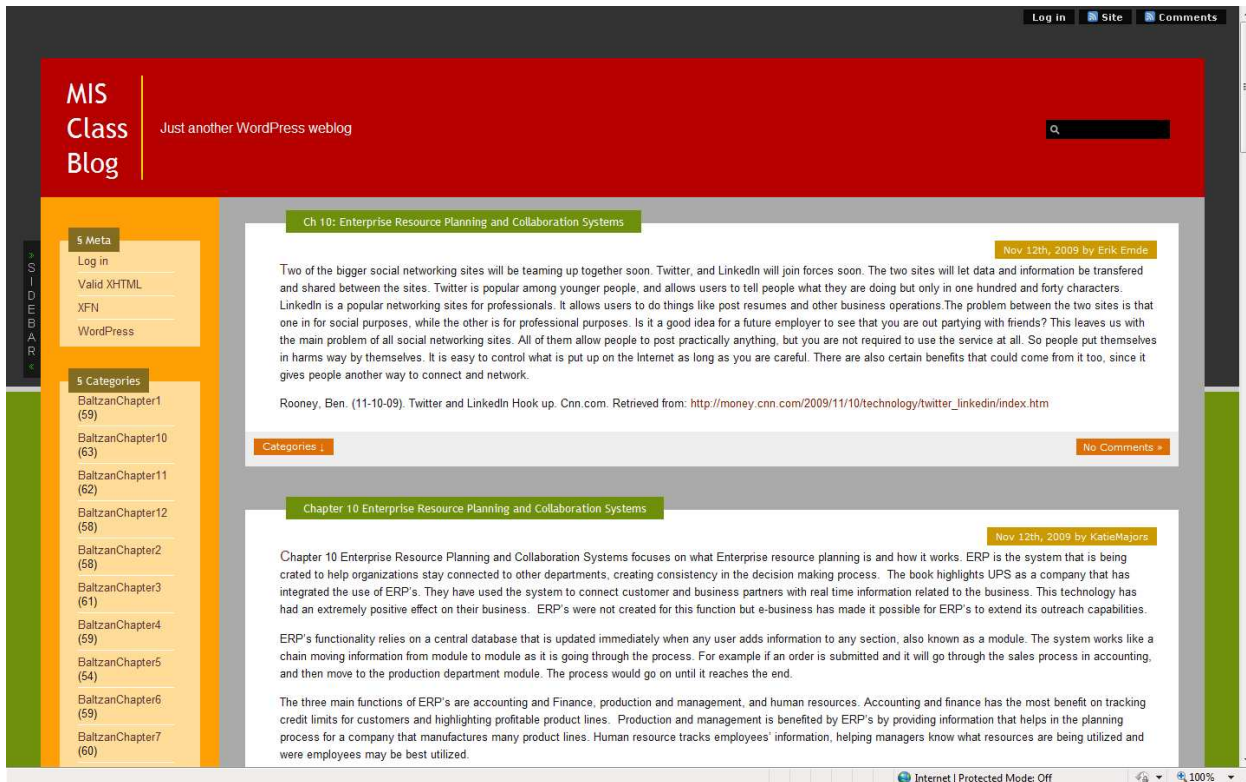 Log in Site Comments
MIS
Class
Blog
Just another WordPress weblog
» SIDEBAR «
§ Meta
Log in
Valid XHTML
XFN
WordPress
§ Categories
BaltzanChapter1
(59)
BaltzanChapter10
(63)
BaltzanChapter11
(62)
BaltzanChapter12
(58)
BaltzanChapter2
(58)
BaltzanChapter3
(61)
BaltzanChapter4
(59)
BaltzanChapter5
(54)
BaltzanChapter6
(59)
BaltzanChapter7
(60)
Ch 10: Enterprise Resource Planning and Collaboration Systems
Nov 12th, 2009 by Erik Emde
Two of the bigger social networking sites will be teaming up together soon. Twitter, and LinkedIn will join forces soon. The two sites will let data and information be transfered
and shared between the sites. Twitter is popular among younger people, and allows users to tell people what they are doing but only in one hundred and forty characters.
LinkedIn is a popular networking sites for professionals. It allows users to do things like post resumes and other business operations.The problem between the two sites is that
one in for social purposes, while the other is for professional purposes. Is it a good idea for a future employer to see that you are out partying with friends? This leaves us with
the main problem of all social networking sites. All of them allow people to post practically anything, but you are not required to use the service at all. So people put themselves
in harms way by themselves. It is easy to control what is put up on the Internet as long as you are careful. There are also certain benefits that could come from it too, since it
gives people another way to connect and network.
Rooney, Ben. (11-10-09). Twitter and LinkedIn Hook up. Cnn.com. Retrieved from: http://money.cnn.com/2009/11/10/technology/twitter_linkedin/index.htm
Categories ↓ No Comments »
Chapter 10 Enterprise Resource Planning and Collaboration Systems
Nov 12th, 2009 by KatieMajors
Chapter 10 Enterprise Resource Planning and Collaboration Systems focuses on what Enterprise resource planning is and how it works. ERP is the system that is being
crated to help organizations stay connected to other departments, creating consistency in the decision making process. The book highlights UPS as a company that has
integrated the use of ERP's. They have used the system to connect customer and business partners with real time information related to the business. This technology has
had an extremely positive effect on their business. ERP's were not created for this function but e-business has made it possible for ERP's to extend its outreach capabilities.
ERP's functionality relies on a central database that is updated immediately when any user adds information to any section, also known as a module. The system works like a
chain moving information from module to module as it is going through the process. For example if an order is submitted and it will go through the sales process in accounting,
and then move to the production department module. The process would go on until it reaches the end.
The three main functions of ERP's are accounting and Finance, production and management, and human resources. Accounting and finance has the most benefit on tracking
credit limits for customers and highlighting profitable product lines. Production and management is benefited by ERP's by providing information that helps in the planning
process for a company that manufactures many product lines. Human resource tracks employees' information, helping managers know what resources are being utilized and
were employees may be best utilized.
Internet | Protected Mode: Off 100%